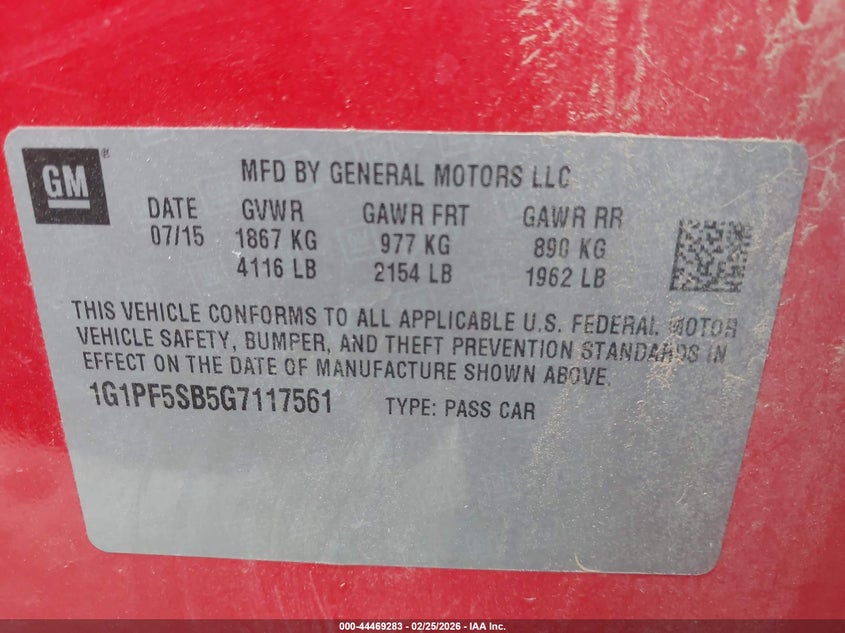 GM®
MFD BY GENERAL MOTORS LLC
DATE GVWR GAWR FRT GAWR RR
07/15 1867 KG 977 KG 890 KG
4116 LB 2154 LB 1962 LB
THIS VEHICLE CONFORMS TO ALL APPLICABLE U.S. FEDERAL MOTOR
VEHICLE SAFETY, BUMPER, AND THEFT PREVENTION STANDARDS IN
EFFECT ON THE DATE OF MANUFACTURE SHOWN ABOVE.
1G1PF5SB5G7117561 TYPE: PASS CAR
000-44469283 - 02/25/2026 - IAA Inc.